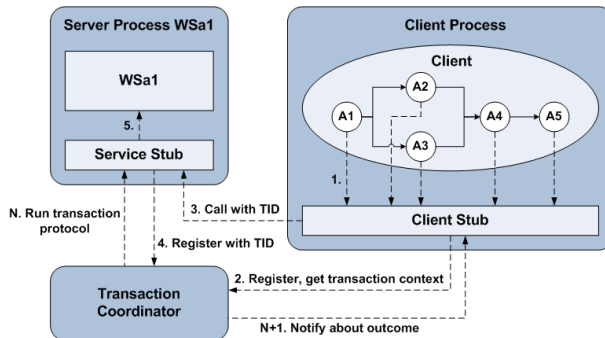 Server Process WSa1
WSa1
5.
Service Stub
Client Process
Client
A1
A2
A3
A4
A5
1.
Client Stub
N. Run transaction
protocol
3. Call with TID
4. Register with TID
2. Register, get transaction context
Transaction
Coordinator
N+1. Notify about outcome